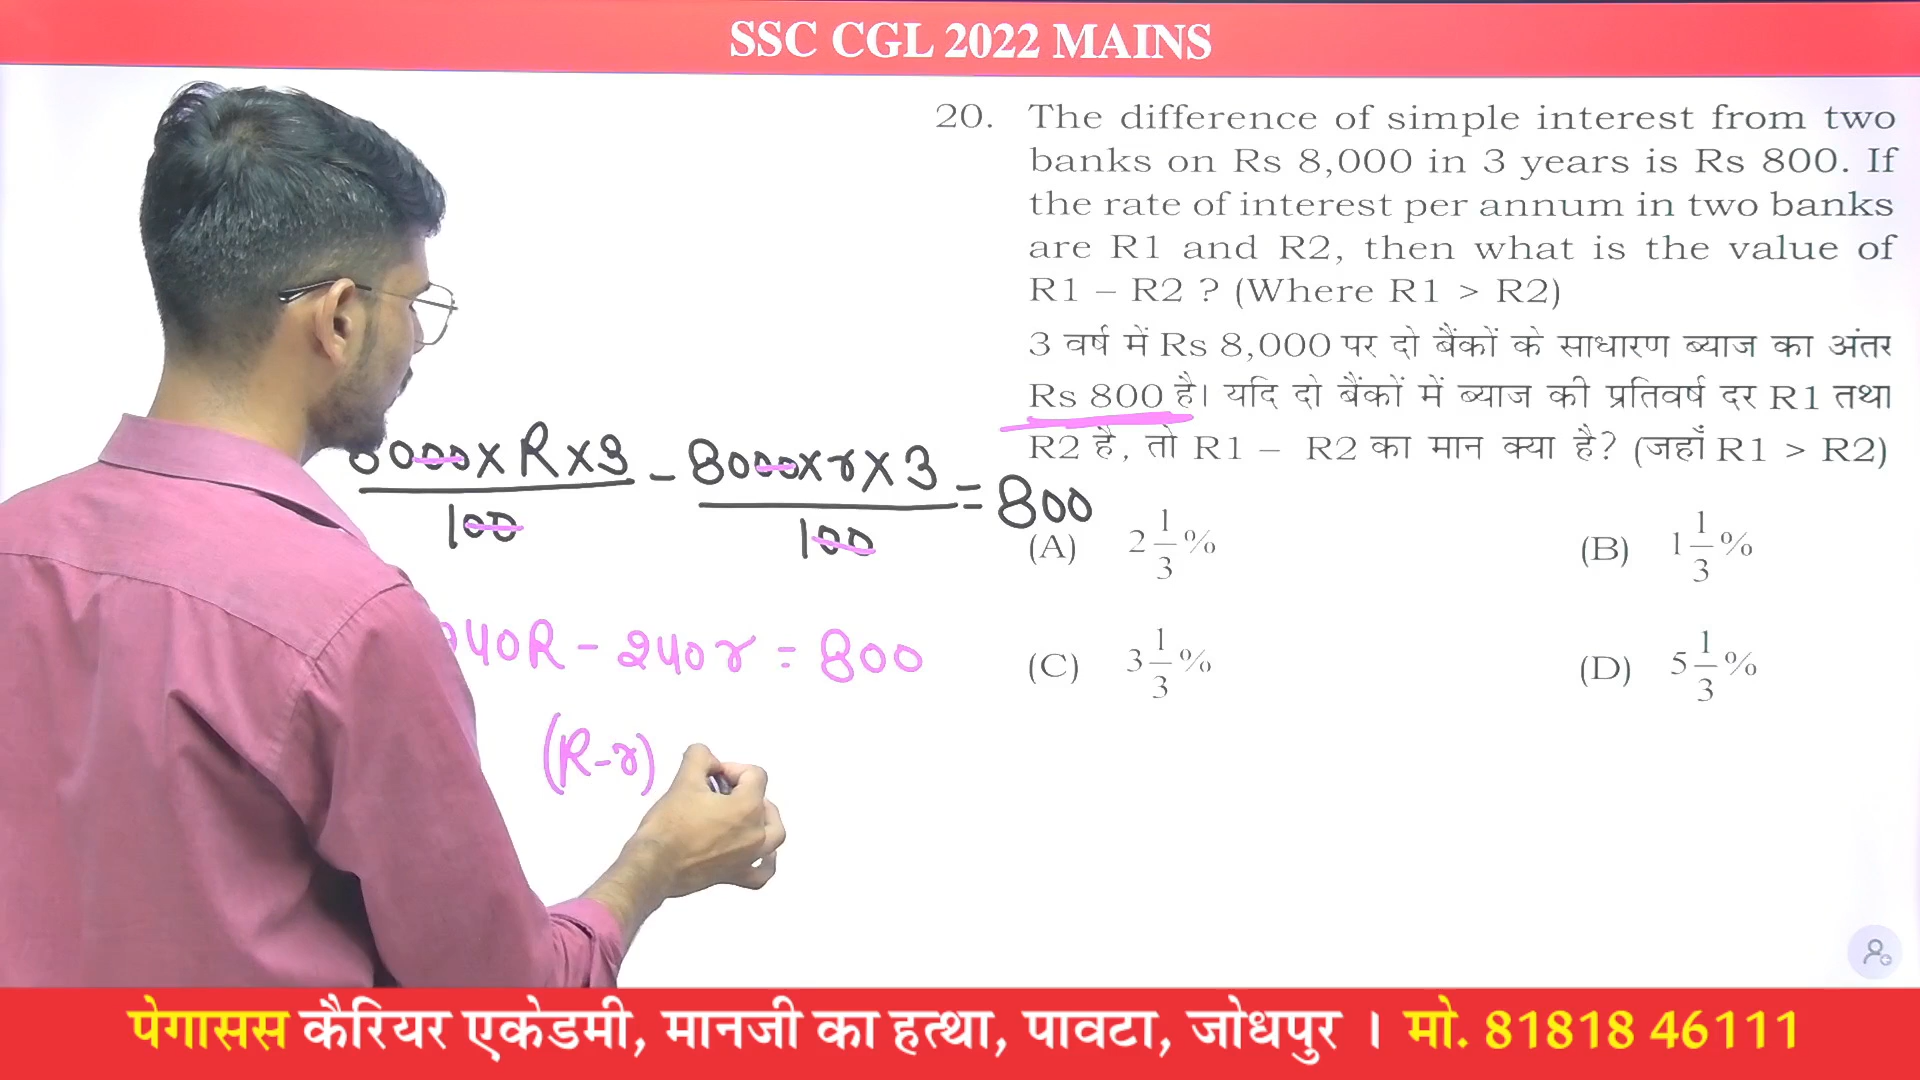 SSC CGL 2022 MAINS
20. The difference of simple interest from two
banks on Rs 8,000 in 3 years is Rs 800. If
the rate of interest per annum in two banks
are R1 and R2, then what is the value of
R1 – R2 ? (Where R1 > R2)
3 वर्ष में Rs 8,000 पर दो बैंकों के साधारण ब्याज का अंतर
Rs 800 है। यदि दो बैंकों में ब्याज की प्रतिवर्ष दर R1 तथा
R2 है, तो R1 – R2 का मान क्या है? (जहाँ R1 > R2)
(A) 2 1/3 % (B) 1 1/3 %
(C) 3 1/3 % (D) 5 1/3 %
8000 x R x 3 / 100 - 8000 x r x 3 / 100 = 800
240R - 240r = 800
(R-r)
पेगासस कैरियर एकेडमी, मानजी का हत्था, पावटा, जोधपुर । मो. 81818 46111